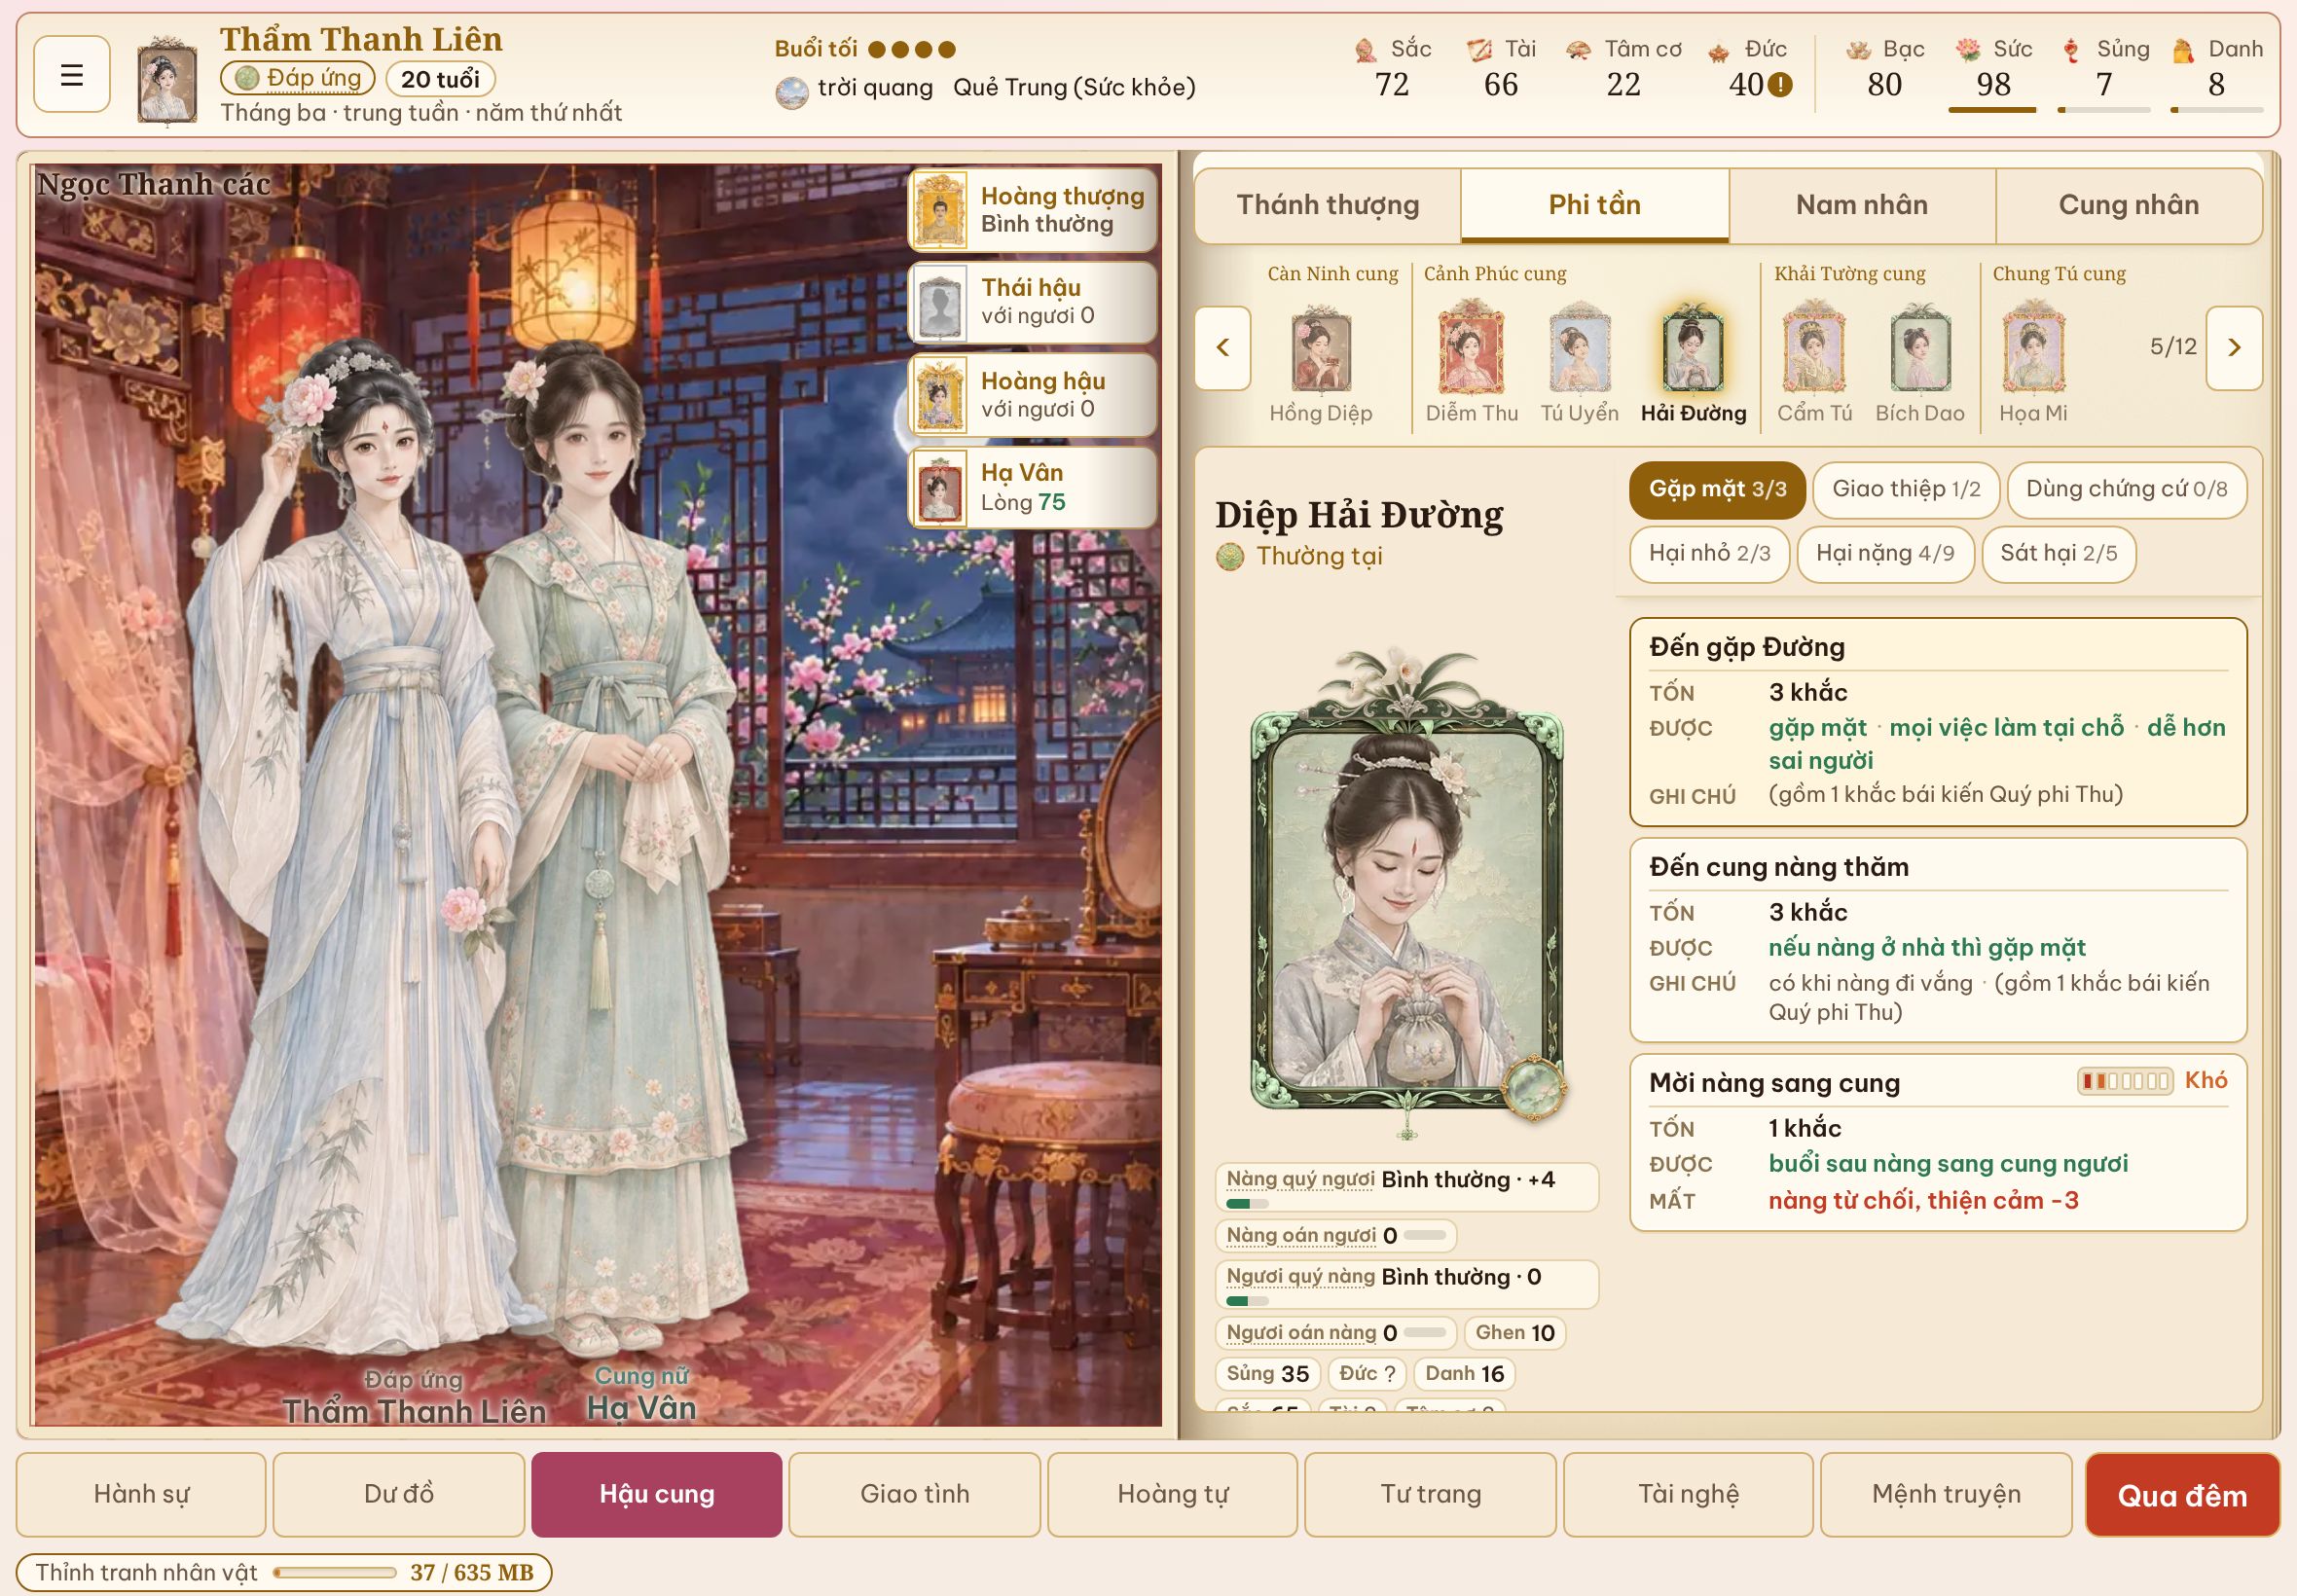 Thẩm Thanh Liên
Đáp ứng
20 tuổi
Tháng ba · trung tuần · năm thứ nhất
Buổi tối
trời quang Quẻ Trung (Sức khỏe)
Sắc 72
Tài 66
Tâm cơ 22
Đức 40 !
Bạc 80
Sức 98
Sủng 7
Danh 8
Ngọc Thanh các
Hoàng thượng
Bình thường
Thái hậu
với ngươi 0
Hoàng hậu
với ngươi 0
Hạ Vân
Lòng 75
Đáp ứng
Thẩm Thanh Liên
Cung nữ
Hạ Vân
Thánh thượng
Phi tần
Nam nhân
Cung nhân
Càn Ninh cung
Hồng Diệp
Cảnh Phúc cung
Diễm Thu
Tú Uyển
Hải Đường
Khải Tường cung
Cẩm Tú
Bích Dao
Chung Tú cung
Họa Mi
5/12
Diệp Hải Đường
Thường tại
Nàng quý ngươi Bình thường · +4
Nàng oán ngươi 0
Ngươi quý nàng Bình thường · 0
Ngươi oán nàng 0
Ghen 10
Sủng 35
Đức ?
Danh 16
Gặp mặt 3/3
Giao thiệp 1/2
Dùng chứng cứ 0/8
Hại nhỏ 2/3
Hại nặng 4/9
Sát hại 2/5
Đến gặp Đường
TỐN 3 khắc
ĐƯỢC gặp mặt · mọi việc làm tại chỗ · dễ hơn
sai người
GHI CHÚ (gồm 1 khắc bái kiến Quý phi Thu)
Đến cung nàng thăm
TỐN 3 khắc
ĐƯỢC nếu nàng ở nhà thì gặp mặt
GHI CHÚ có khi nàng đi vắng · (gồm 1 khắc bái kiến
Quý phi Thu)
Mời nàng sang cung Khó
TỐN 1 khắc
ĐƯỢC buổi sau nàng sang cung ngươi
MẤT nàng từ chối, thiện cảm -3
Hành sự
Dư đồ
Hậu cung
Giao tình
Hoàng tự
Tư trang
Tài nghệ
Mệnh truyện
Qua đêm
Thỉnh tranh nhân vật 37 / 635 MB